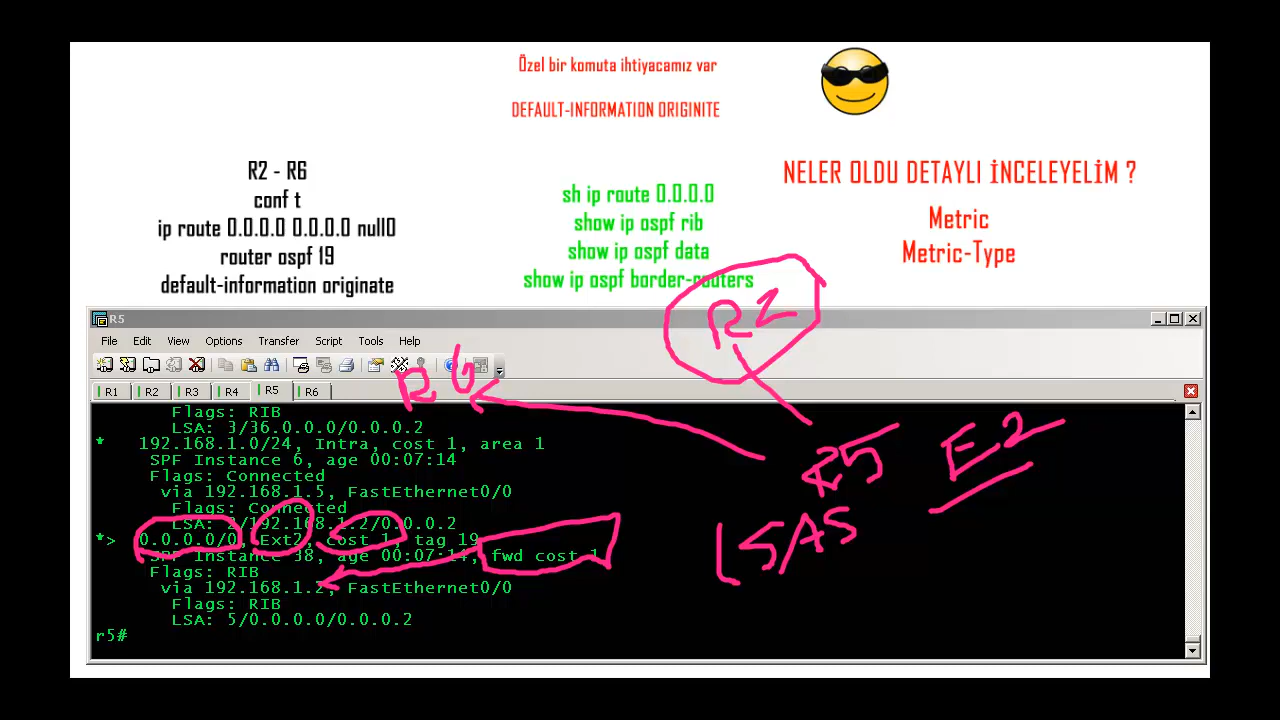 Özel bir komuta ihtiyacımız var
DEFAULT-INFORMATION ORIGINITE
R2 - R6
conf t
ip route 0.0.0.0 0.0.0.0 null0
router ospf 19
default-information originate
sh ip route 0.0.0.0
show ip ospf rib
show ip ospf data
show ip ospf border-routers
NELER OLDU DETAYLI İNCELEYELİM ?
Metric
Metric-Type
R2
R5
File Edit View Options Transfer Script Tools Help
R6
R1 R2 R3 R4 R5 R6
Flags: RIB
LSA: 3/36.0.0.0/0.0.0.2
* 192.168.1.0/24, Intra, cost 1, area 1
SPF Instance 6, age 00:07:14
Flags: Connected
via 192.168.1.5, FastEthernet0/0
Flags: Connected
LSA: 2/192.168.1.2/0.0.0.2
*> 0.0.0.0/0, Ext2, cost 1, tag 19
SPF Instance 38, age 00:07:14, fwd cost 1
Flags: RIB
via 192.168.1.2, FastEthernet0/0
Flags: RIB
LSA: 5/0.0.0.0/0.0.0.2
r5#
R5 E2